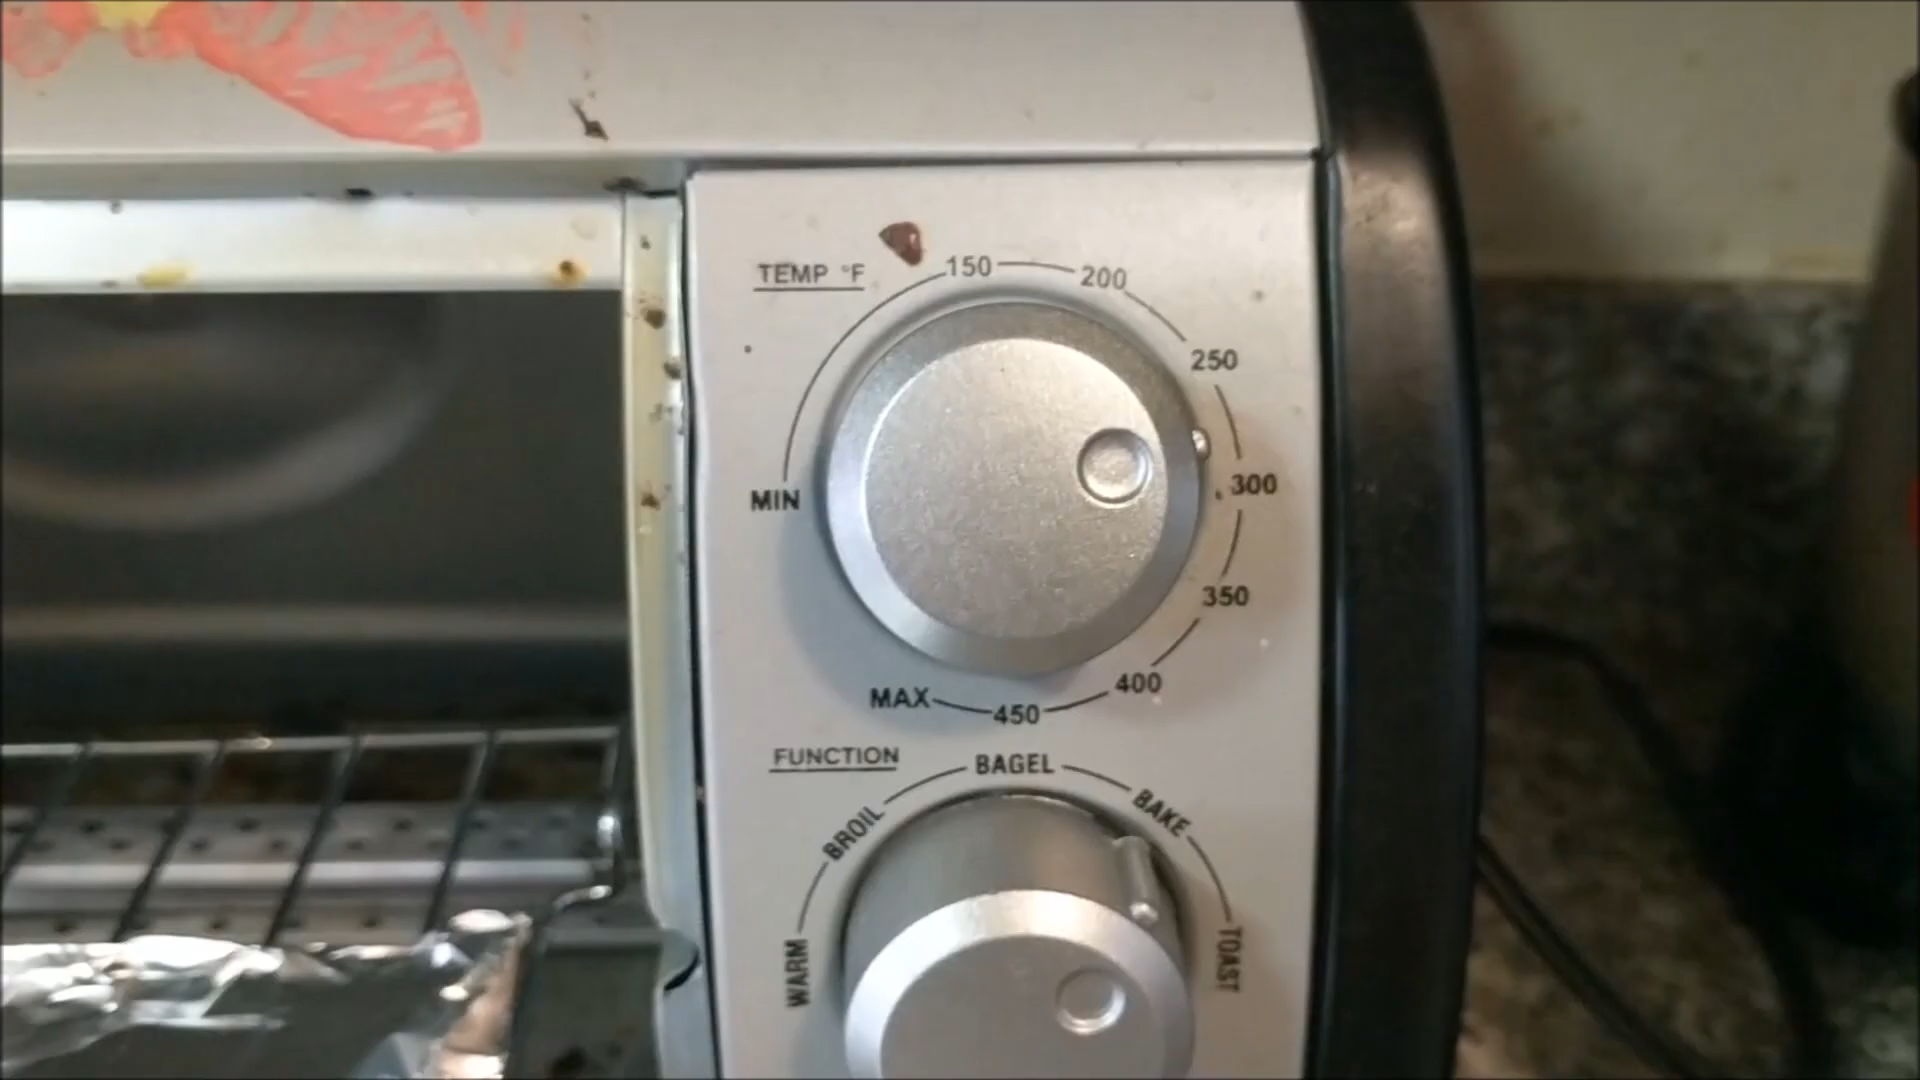 TEMP °F
150
200
250
300
350
400
450
MAX
MIN
FUNCTION
BAGEL
BROIL
BAKE
WARM
TOAST